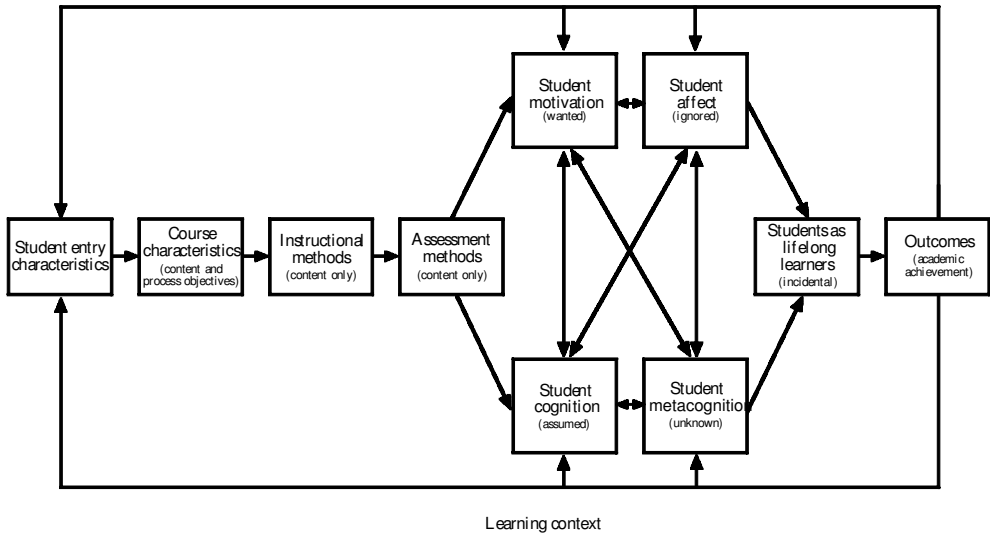 Student
motivation
(wanted)
Student
affect
(ignored)
Student entry
characteristics
Course
characteristics
(content and
process objectives)
Instructional
methods
(content only)
Assessment
methods
(content only)
Students as
lifelong
learners
(incidental)
Outcomes
(academic
achievement)
Student
cognition
(assumed)
Student
metacognition
(unknown)
Learning context